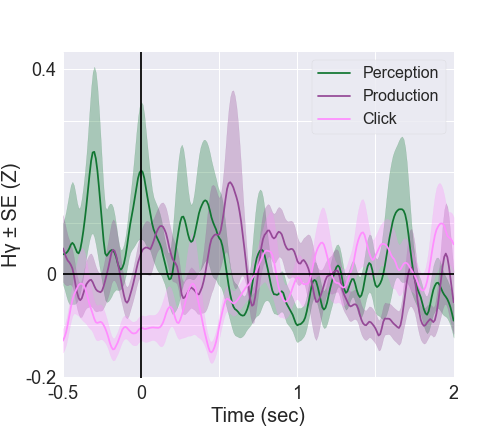 Perception
Production
Click
0.4
0
-0.2
Hγ ± SE (Z)
-0.5
0
1
2
Time (sec)